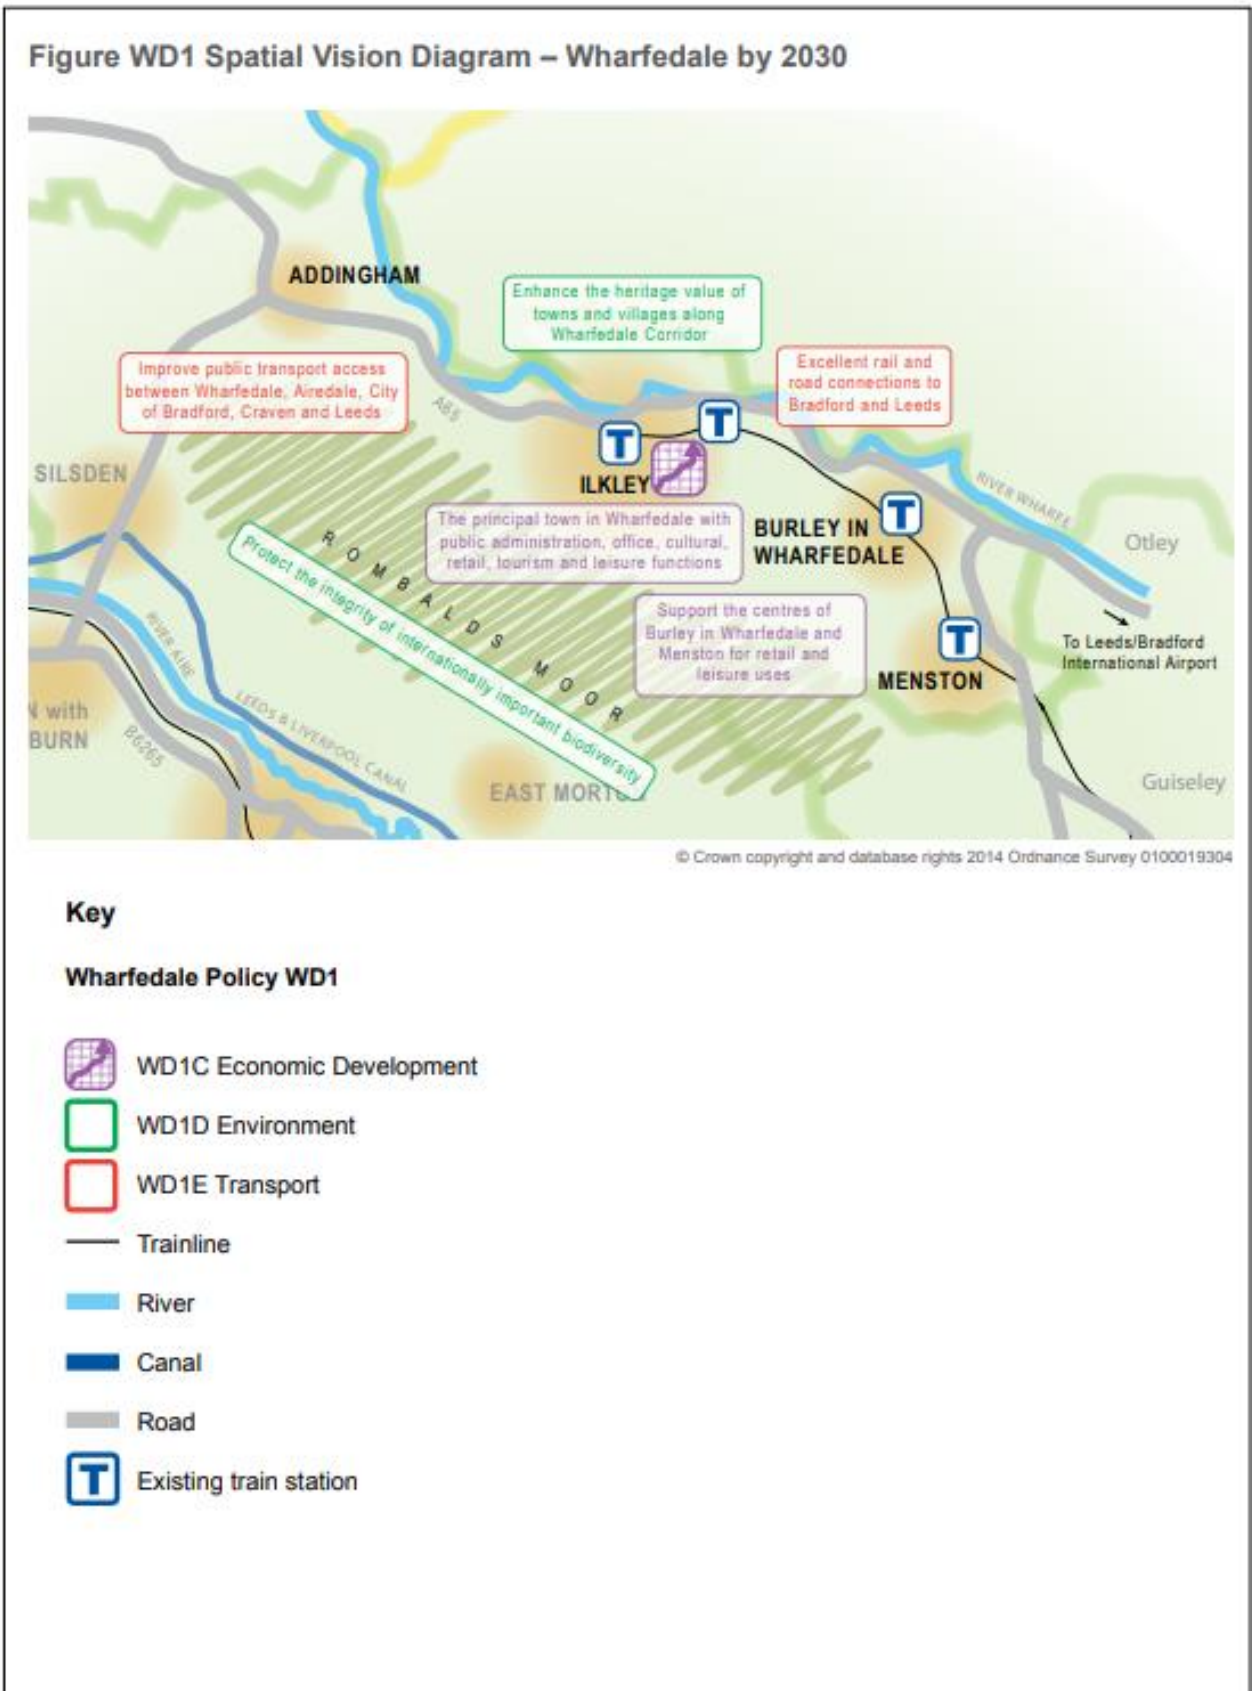 Figure WD1 Spatial Vision Diagram – Wharfedale by 2030
ADDINGHAM
Enhance the heritage value of
towns and villages along
Wharfedale Corridor
Improve public transport access
between Wharfedale, Airedale, City
of Bradford, Craven and Leeds
Excellent rail and
road connections to
Bradford and Leeds
A65
SILSDEN
T
T
ILKLEY
RIVER WHARFE
The principal town in Wharfedale with
public administration, office, cultural,
retail, tourism and leisure functions
BURLEY IN
WHARFEDALE
T
Otley
ROMBALDS MOOR
Protect the integrity of internationally important biodiversity
Support the centres of
Burley in Wharfedale and
Menston for retail and
leisure uses
T
MENSTON
To Leeds/Bradford
International Airport
RIVER AIRE
LEEDS & LIVERPOOL CANAL
N with
BURN
B6265
EAST MORTO
Guiseley
© Crown copyright and database rights 2014 Ordnance Survey 0100019304
Key
Wharfedale Policy WD1
WD1C Economic Development
WD1D Environment
WD1E Transport
Trainline
River
Canal
Road
T Existing train station